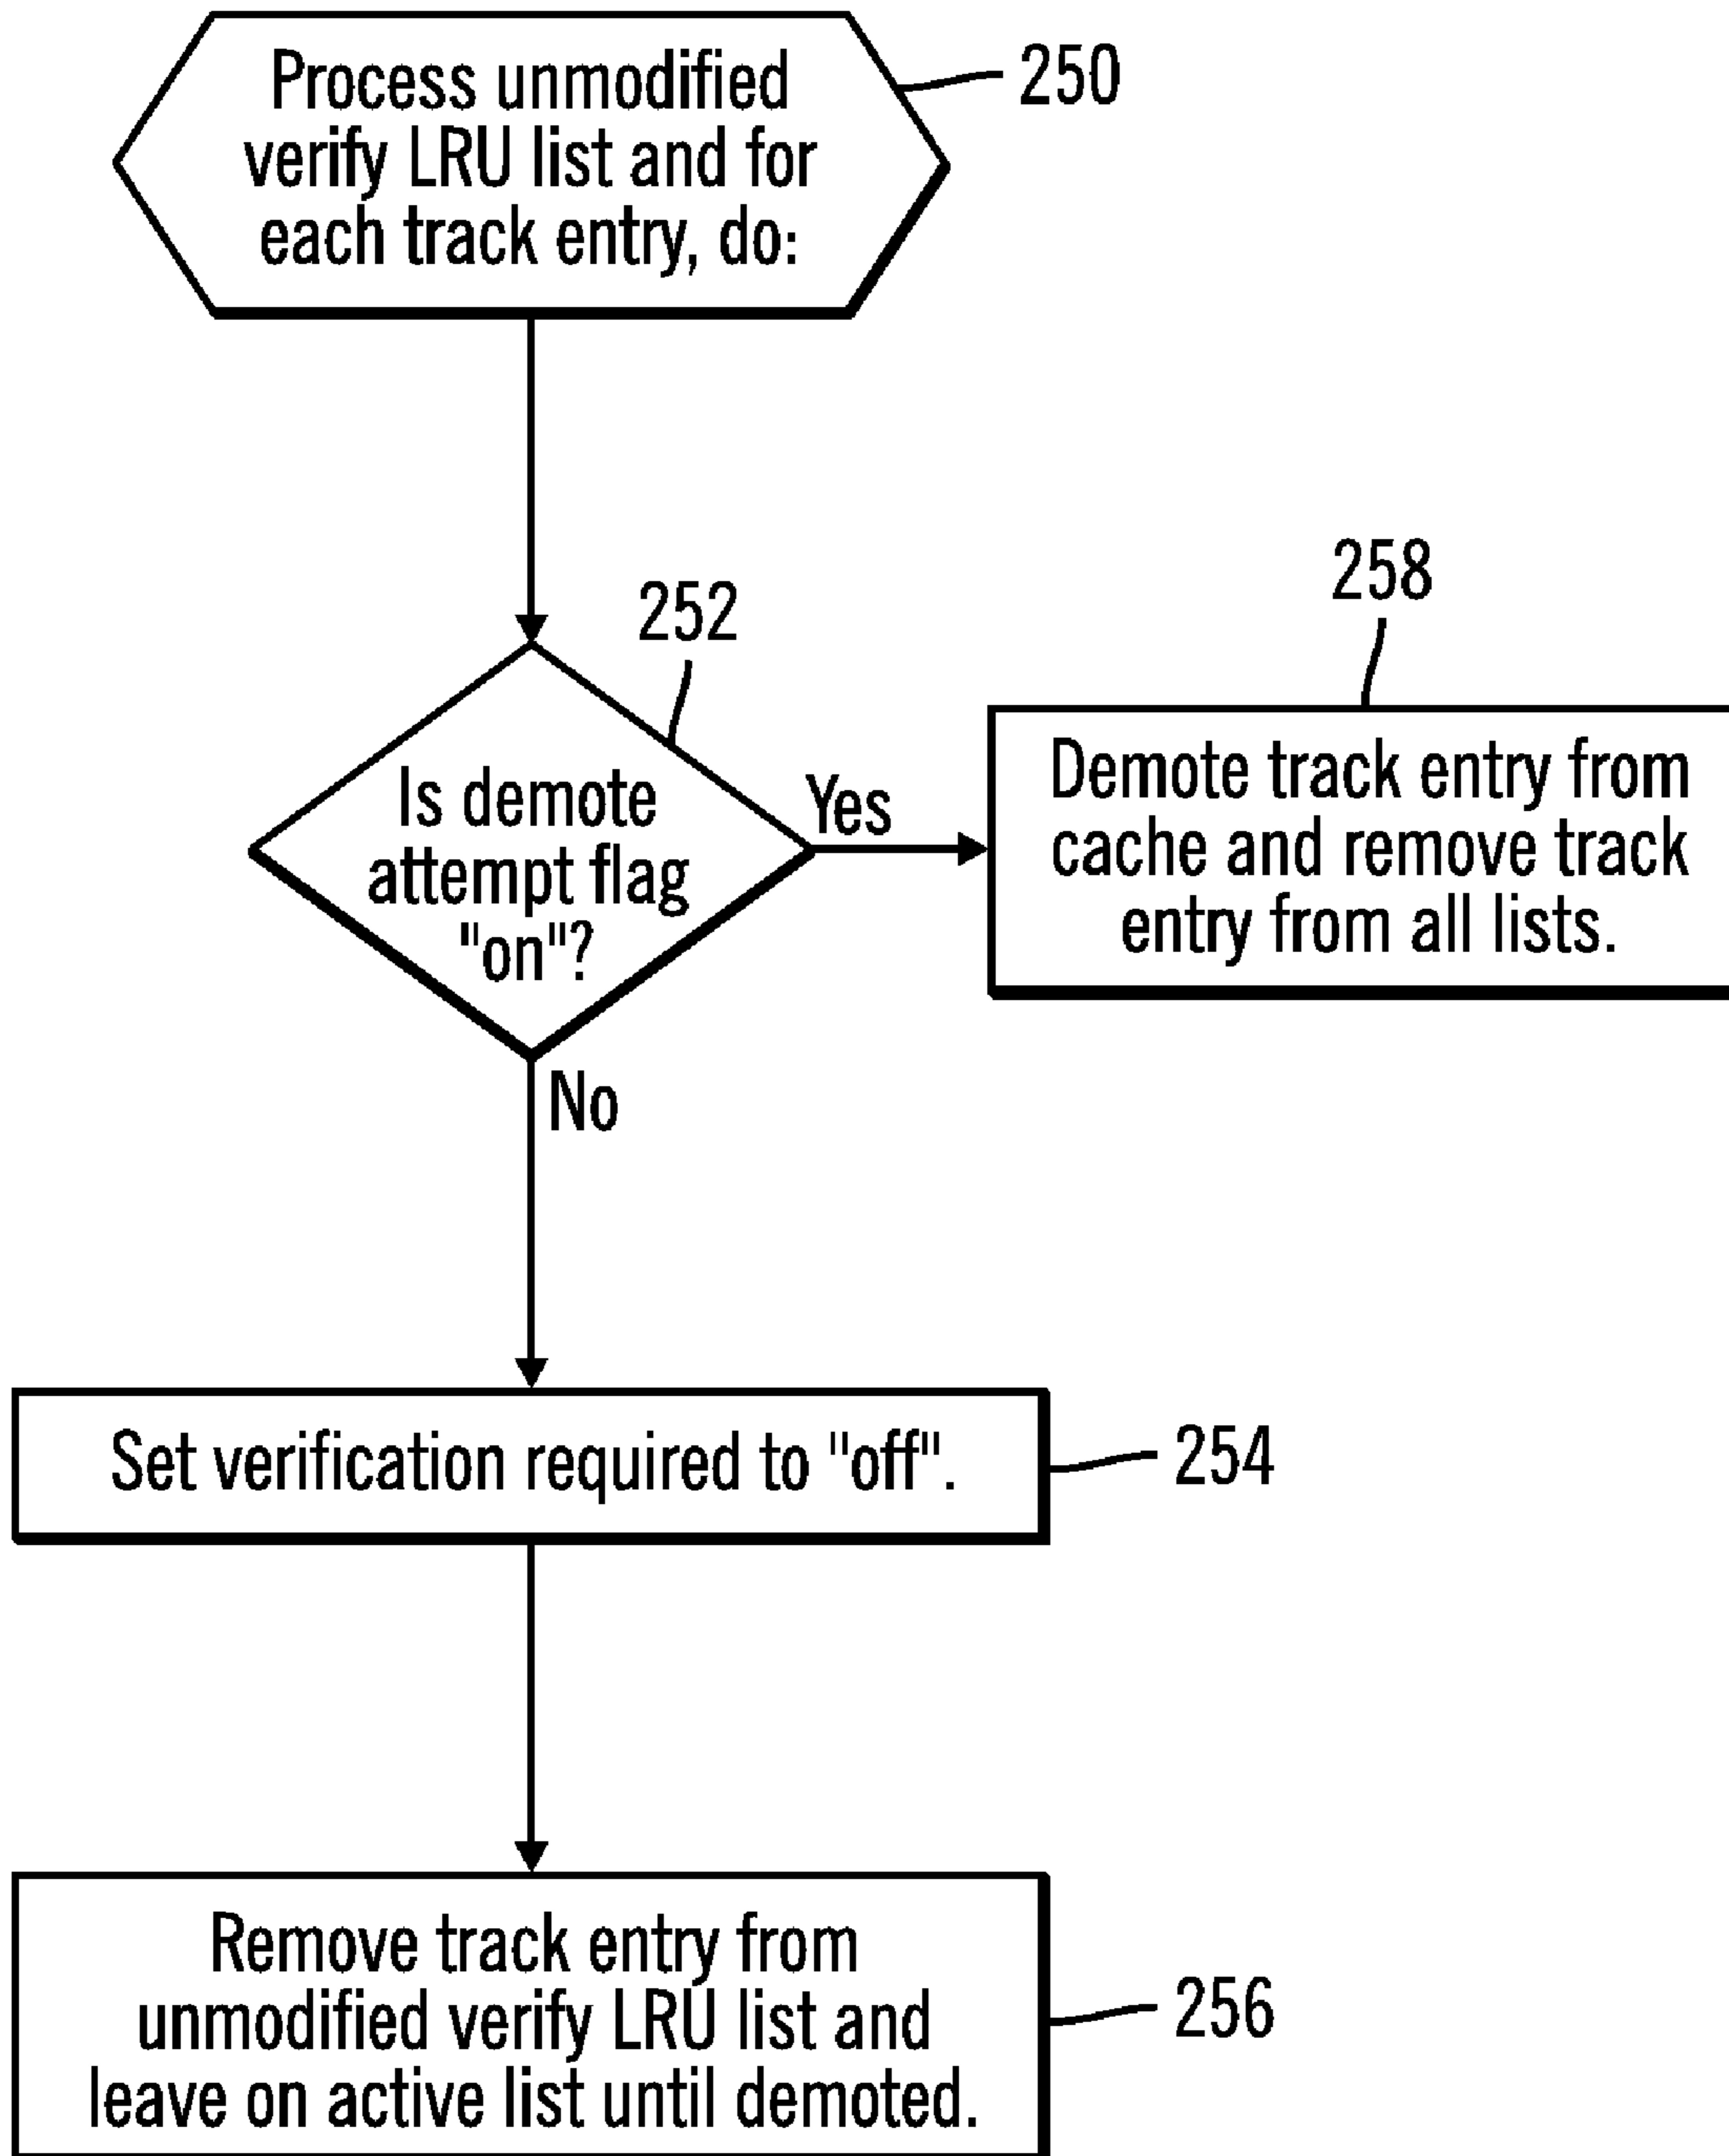 Process unmodified
verify LRU list and for
each track entry, do:
250
252
Is demote
attempt flag
"on"?
Yes
258
Demote track entry from
cache and remove track
entry from all lists.
No
Set verification required to "off".
254
Remove track entry from
unmodified verify LRU list and
leave on active list until demoted.
256